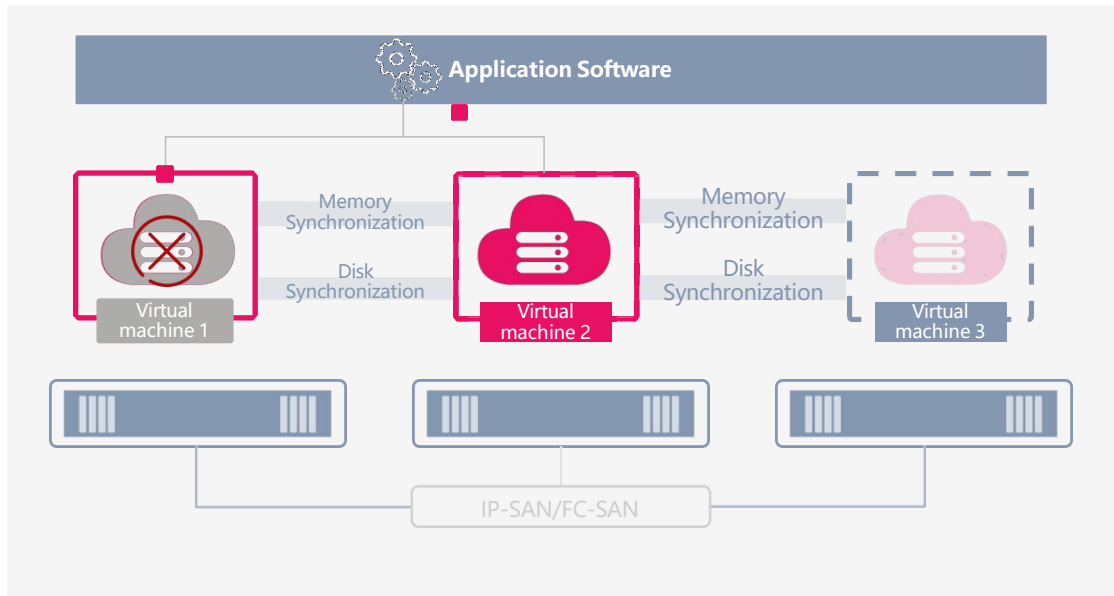 Application Software
Memory
Synchronization
Memory
Synchronization
Disk
Synchronization
Disk
Synchronization
Virtual
machine 1
Virtual
machine 2
Virtual
machine 3
IP-SAN/FC-SAN